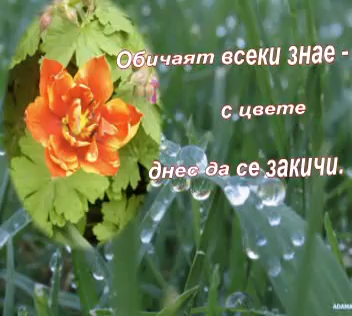 Обичаят всеки знае -
с цвете
днес да се закичи.